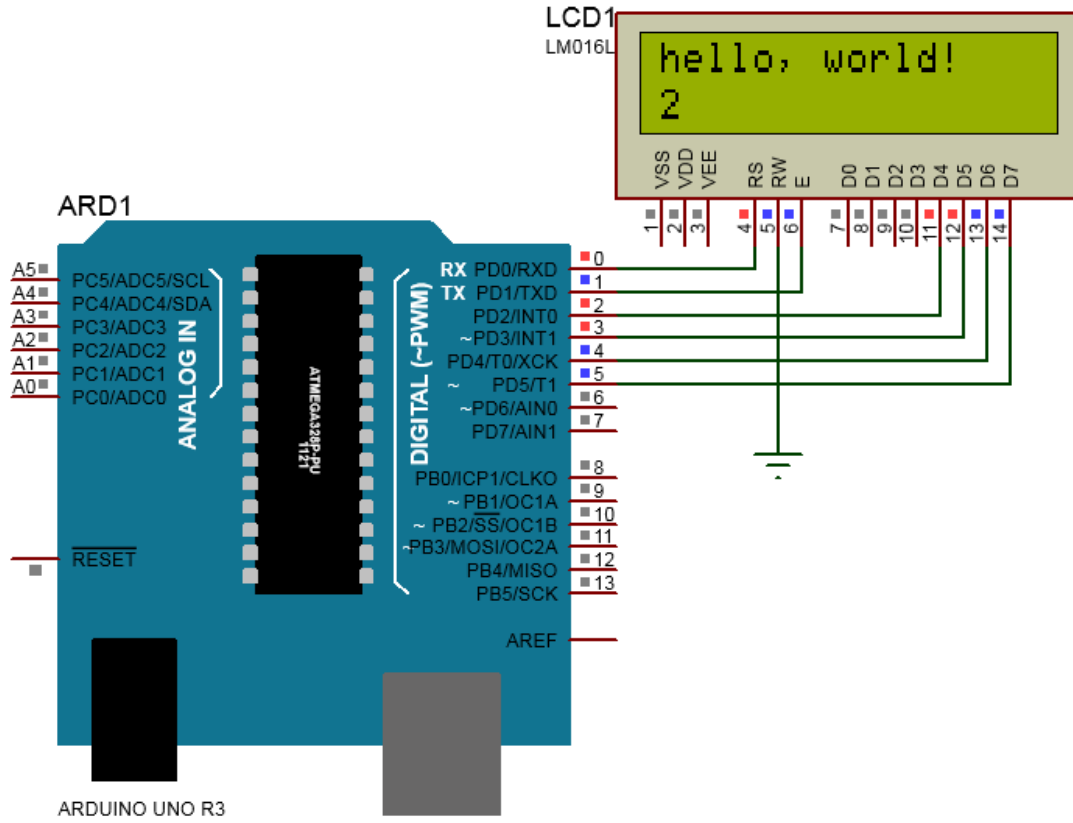 LCD1
LM016L
hello, world!
2
VSS
VDD
VEE
RS
RW
E
D0
D1
D2
D3
D4
D5
D6
D7
1
2
3
4
5
6
7
8
9
10
11
12
13
14
ARD1
A5
A4
A3
A2
A1
A0
PC5/ADC5/SCL
PC4/ADC4/SDA
PC3/ADC3
PC2/ADC2
PC1/ADC1
PC0/ADC0
ANALOG IN
RESET
ATMEGA328P-PU
1121
DIGITAL (~PWM)
RX PD0/RXD 0
TX PD1/TXD 1
PD2/INT0 2
~PD3/INT1 3
PD4/T0/XCK 4
~ PD5/T1 5
~PD6/AIN0 6
PD7/AIN1 7
PB0/ICP1/CLKO 8
~ PB1/OC1A 9
~ PB2/SS/OC1B 10
~PB3/MOSI/OC2A 11
PB4/MISO 12
PB5/SCK 13
AREF
ARDUINO UNO R3